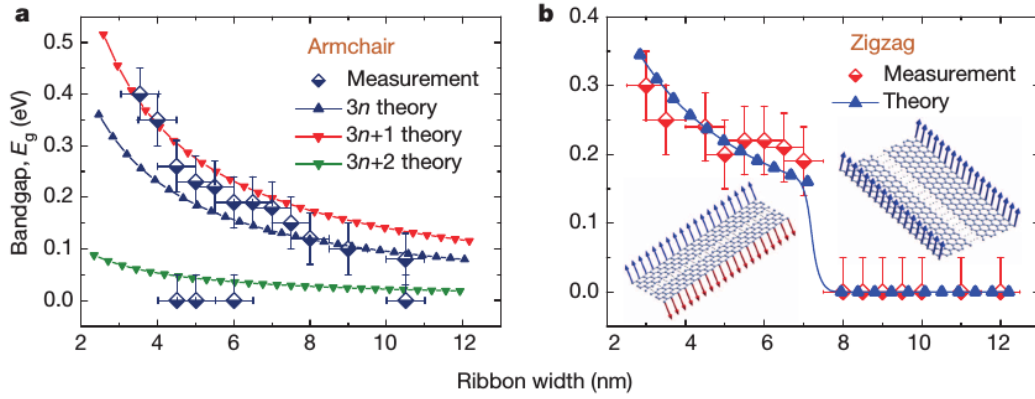 a
Bandgap, Eg (eV)
0.5
0.4
0.3
0.2
0.1
0.0
Armchair
Measurement
3n theory
3n+1 theory
3n+2 theory
2 4 6 8 10 12
b
0.4
0.3
0.2
0.1
0.0
Zigzag
Measurement
Theory
2 4 6 8 10 12
Ribbon width (nm)